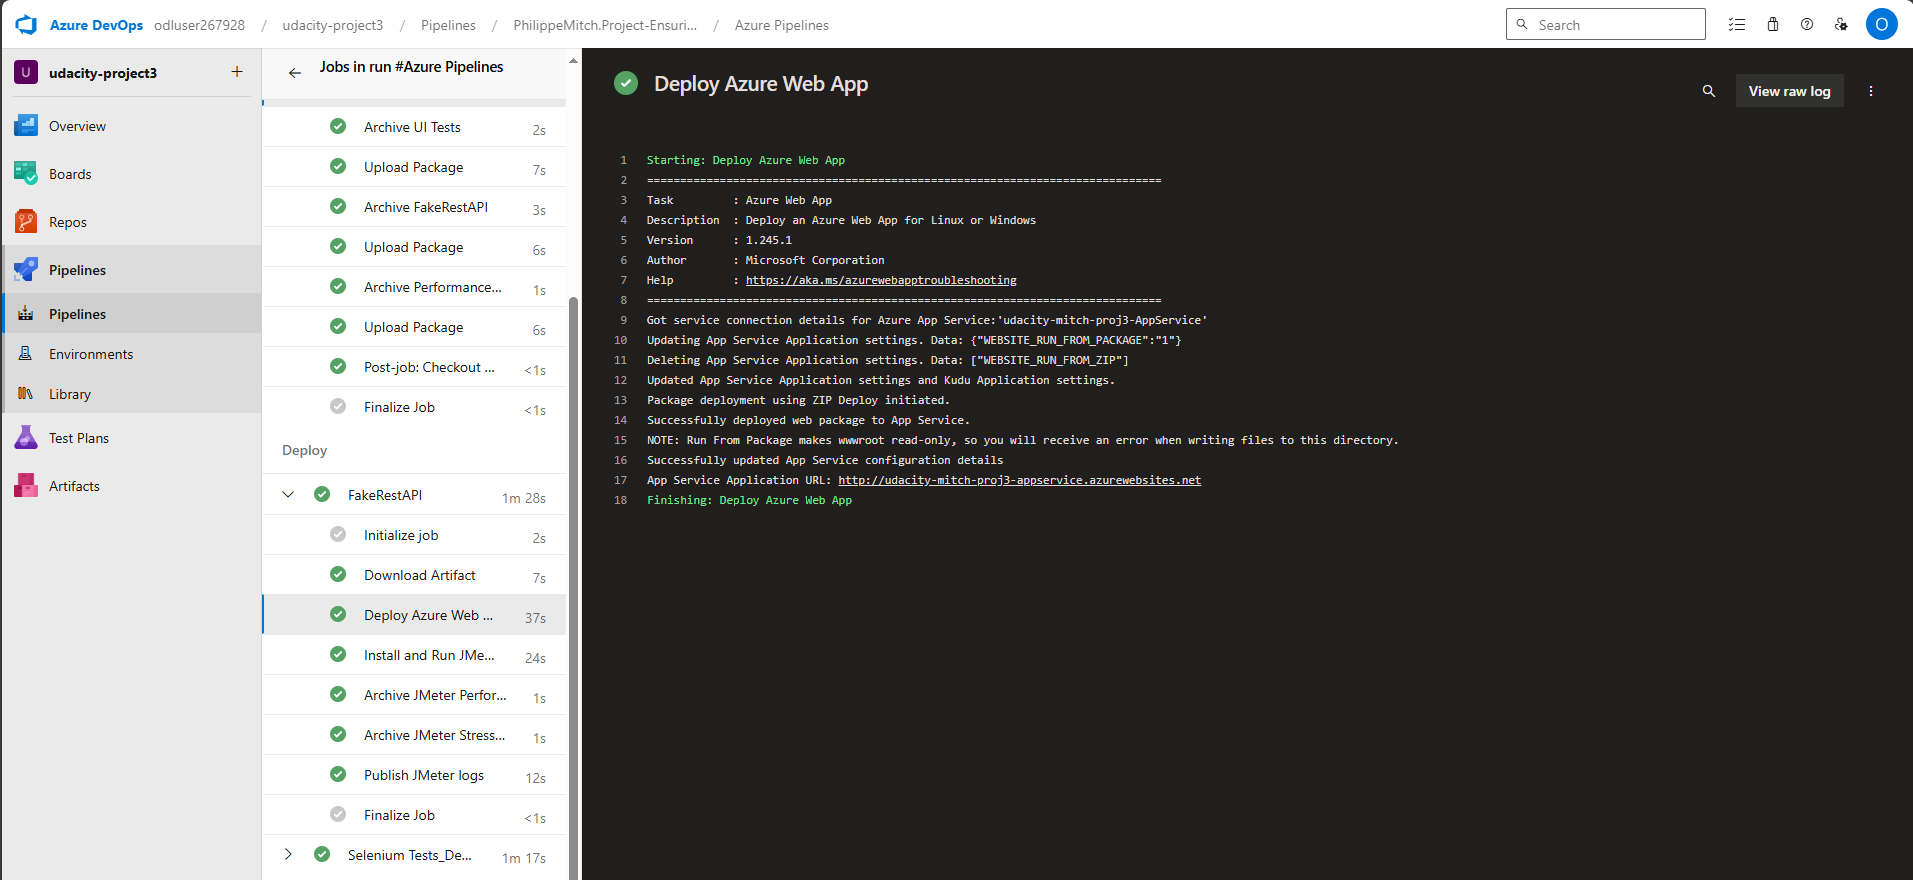 Azure DevOps odluser267928 / udacity-project3 / Pipelines / PhilippeMitch.Project-Ensuri... / Azure Pipelines
Search
O
U udacity-project3 +
Overview
Boards
Repos
Pipelines
Pipelines
Environments
Library
Test Plans
Artifacts
Jobs in run #Azure Pipelines
Archive UI Tests 2s
Upload Package 7s
Archive FakeRestAPI 3s
Upload Package 6s
Archive Performance... 1s
Upload Package 6s
Post-job: Checkout ... <1s
Finalize Job <1s
Deploy
FakeRestAPI 1m 28s
Initialize job 2s
Download Artifact 7s
Deploy Azure Web ... 37s
Install and Run JMe... 24s
Archive JMeter Perfor... 1s
Archive JMeter Stress... 1s
Publish JMeter logs 12s
Finalize Job <1s
Selenium Tests_De... 1m 17s
Deploy Azure Web App
View raw log
1 Starting: Deploy Azure Web App
2 ==============================================================================
3 Task : Azure Web App
4 Description : Deploy an Azure Web App for Linux or Windows
5 Version : 1.245.1
6 Author : Microsoft Corporation
7 Help : https://aka.ms/azurewebapptroubleshooting
8 ==============================================================================
9 Got service connection details for Azure App Service:'udacity-mitch-proj3-AppService'
10 Updating App Service Application settings. Data: {"WEBSITE_RUN_FROM_PACKAGE":"1"}
11 Deleting App Service Application settings. Data: ["WEBSITE_RUN_FROM_ZIP"]
12 Updated App Service Application settings and Kudu Application settings.
13 Package deployment using ZIP Deploy initiated.
14 Successfully deployed web package to App Service.
15 NOTE: Run From Package makes wwwroot read-only, so you will receive an error when writing files to this directory.
16 Successfully updated App Service configuration details
17 App Service Application URL: http://udacity-mitch-proj3-appservice.azurewebsites.net
18 Finishing: Deploy Azure Web App